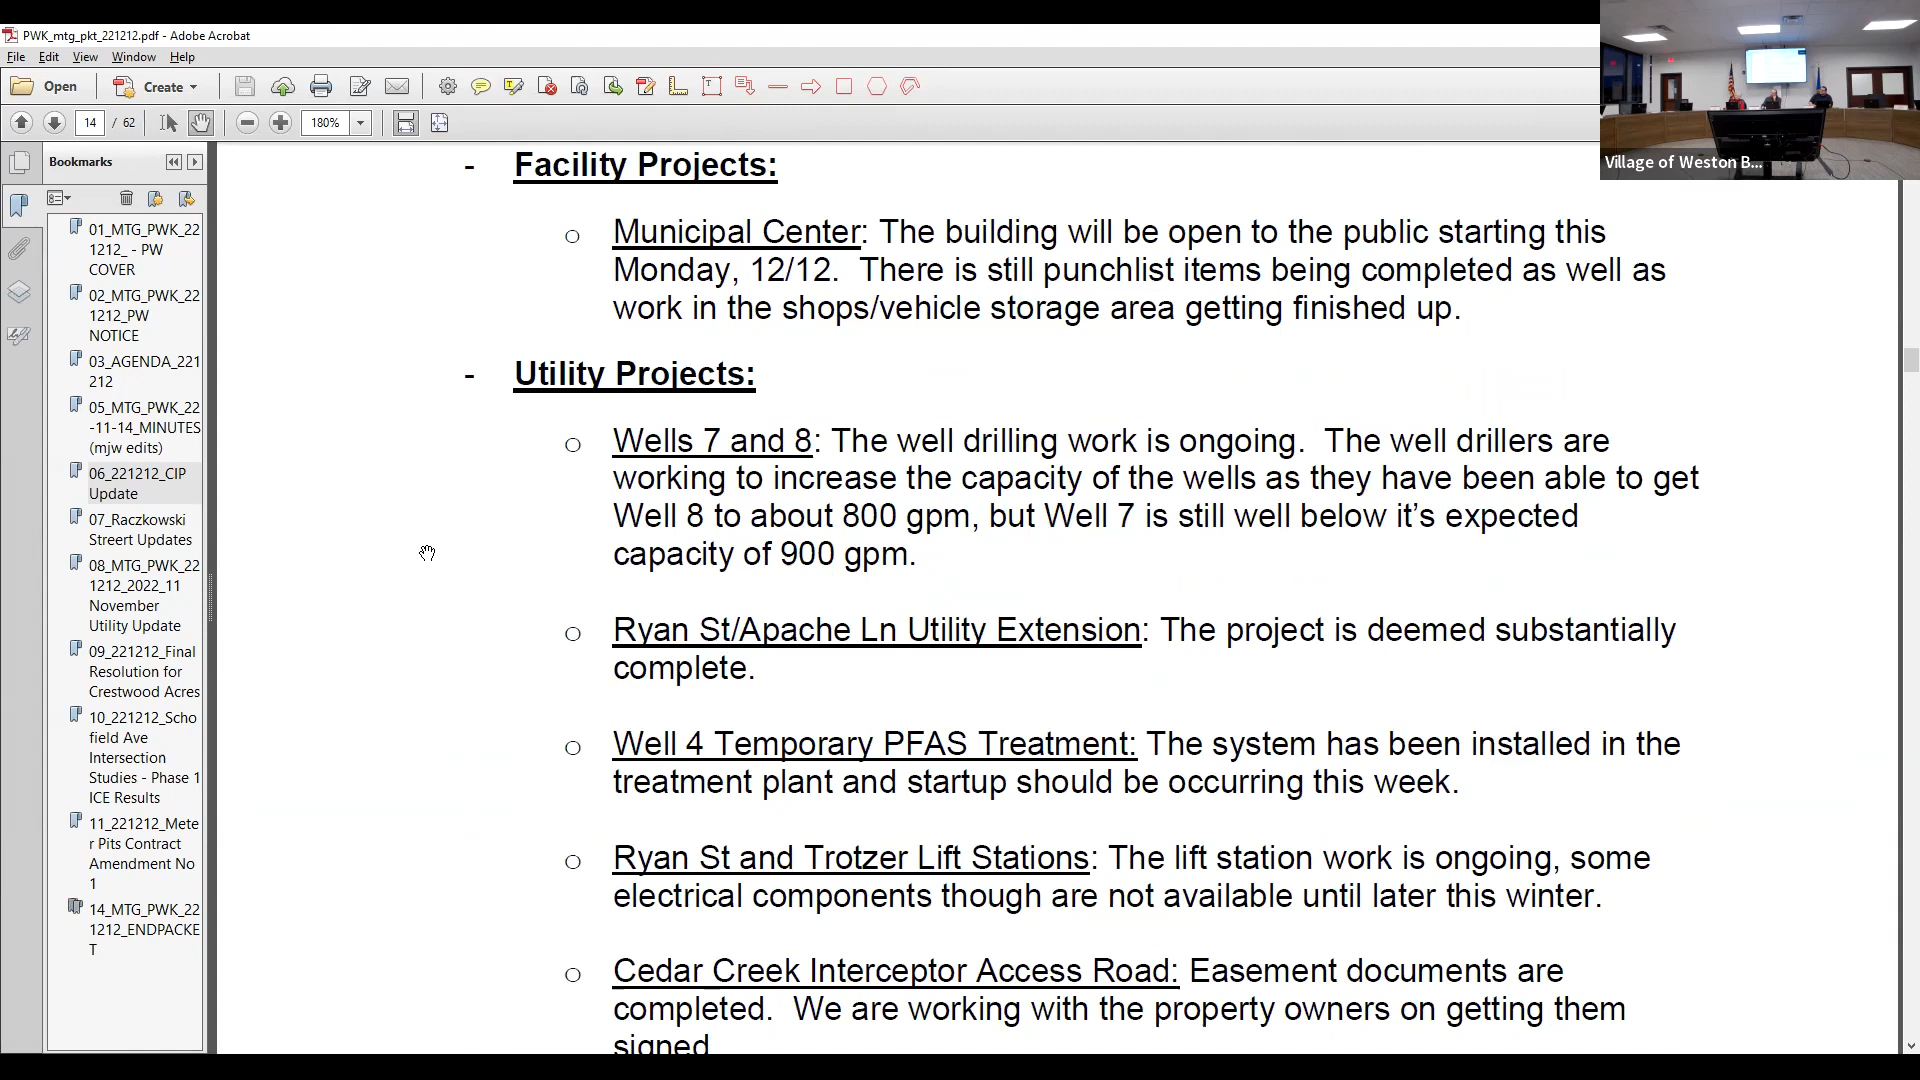 PWK_mtg_pkt_221212.pdf - Adobe Acrobat
File Edit View Window Help
Open Create
14 / 62 180%
Bookmarks
01_MTG_PWK_22
1212_ - PW
COVER
02_MTG_PWK_22
1212_PW
NOTICE
03_AGENDA_221
212
05_MTG_PWK_22
-11-14_MINUTES
(mjw edits)
06_221212_CIP
Update
07_Raczkowski
Streert Updates
08_MTG_PWK_22
1212_2022_11
November
Utility Update
09_221212_Final
Resolution for
Crestwood Acres
10_221212_Scho
field Ave
Intersection
Studies - Phase 1
ICE Results
11_221212_Mete
r Pits Contract
Amendment No
1
14_MTG_PWK_22
1212_ENDPACKE
T
- Facility Projects:
o Municipal Center: The building will be open to the public starting this
Monday, 12/12.  There is still punchlist items being completed as well as
work in the shops/vehicle storage area getting finished up.
- Utility Projects:
o Wells 7 and 8: The well drilling work is ongoing.  The well drillers are
working to increase the capacity of the wells as they have been able to get
Well 8 to about 800 gpm, but Well 7 is still well below it's expected
capacity of 900 gpm.
o Ryan St/Apache Ln Utility Extension: The project is deemed substantially
complete.
o Well 4 Temporary PFAS Treatment: The system has been installed in the
treatment plant and startup should be occurring this week.
o Ryan St and Trotzer Lift Stations: The lift station work is ongoing, some
electrical components though are not available until later this winter.
o Cedar Creek Interceptor Access Road: Easement documents are
completed.  We are working with the property owners on getting them
signed
Village of Weston B...